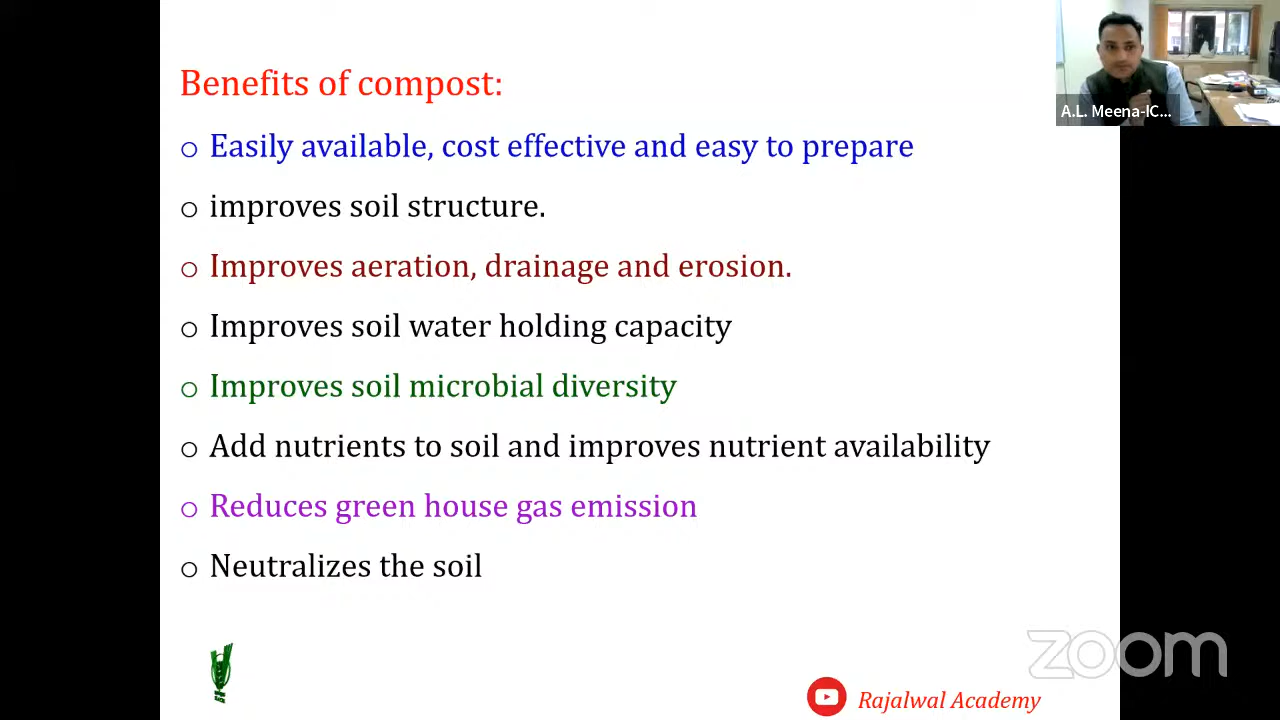 Benefits of compost:
A.L. Meena-IC...
o Easily available, cost effective and easy to prepare
o improves soil structure.
o Improves aeration, drainage and erosion.
o Improves soil water holding capacity
o Improves soil microbial diversity
o Add nutrients to soil and improves nutrient availability
o Reduces green house gas emission
o Neutralizes the soil
zoom
Rajalwal Academy